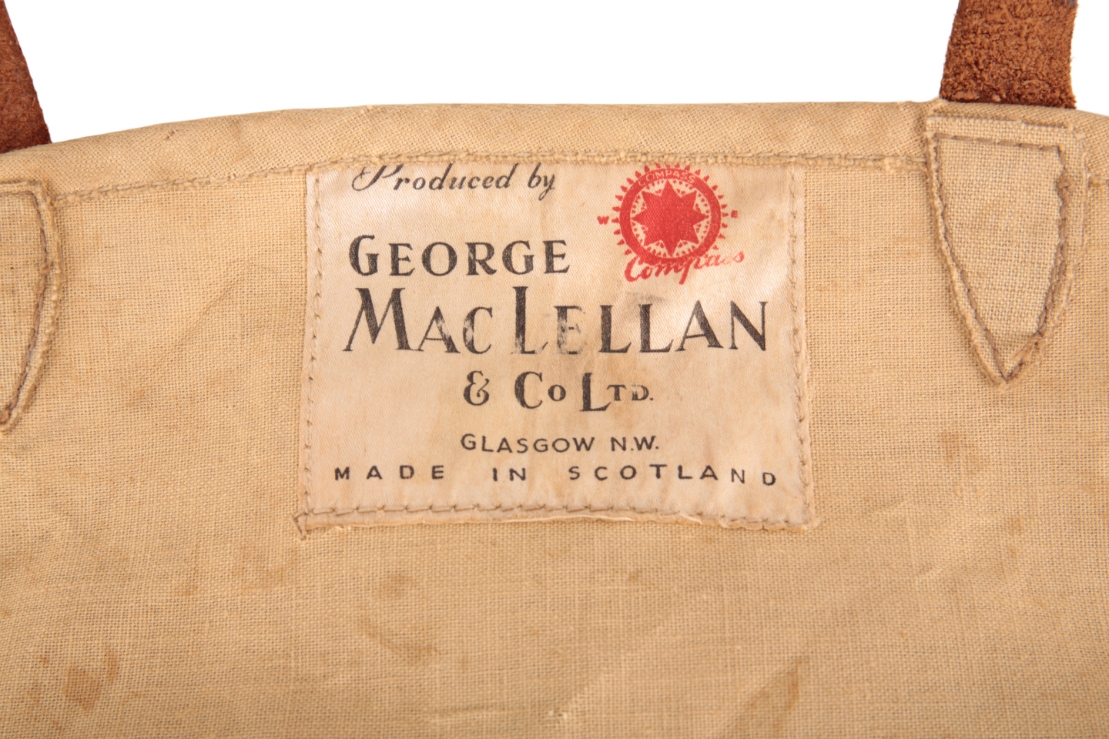 Produced by
COMPASS
W E
Compass
GEORGE
MACLELLAN
& CO LTD.
GLASGOW N.W.
MADE IN SCOTLAND